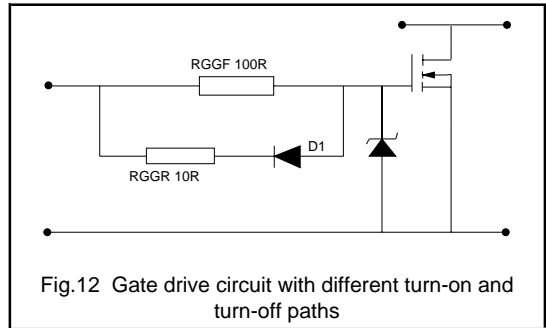 RGGF 100R
D1
RGGR 10R
Fig.12 Gate drive circuit with different turn-on and
turn-off paths